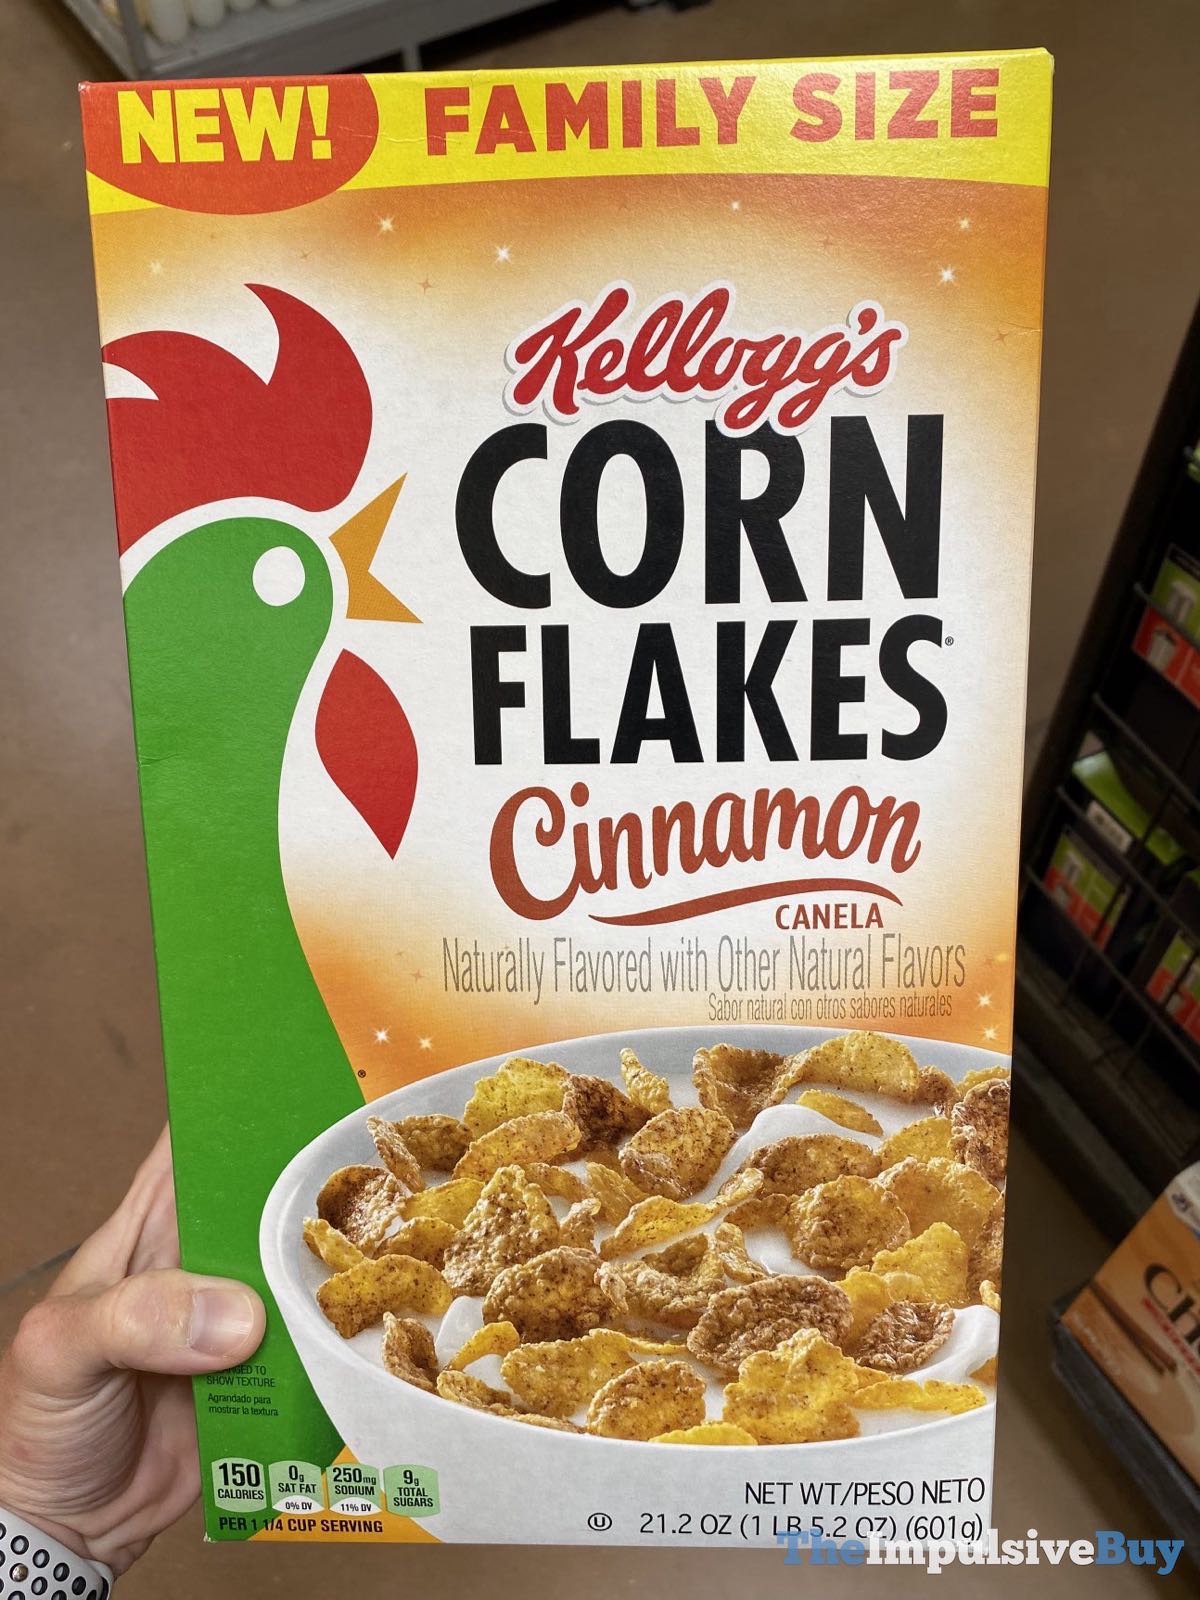 NEW! FAMILY SIZE
Kellogg's
CORN
FLAKES®
Cinnamon
CANELA
Naturally Flavored with Other Natural Flavors
Sabor natural con otros sabores naturales
®
TO
SHOW TEXTURE
Agrandado para
mostrar la textura
150 CALORIES
0g SAT FAT 0% DV
250mg SODIUM 11% DV
9g TOTAL SUGARS
PER 1 1/4 CUP SERVING
NET WT/PESO NETO
Ⓤ 21.2 OZ (1 LB 5.2 OZ) (601g)
TheImpulsiveBuy